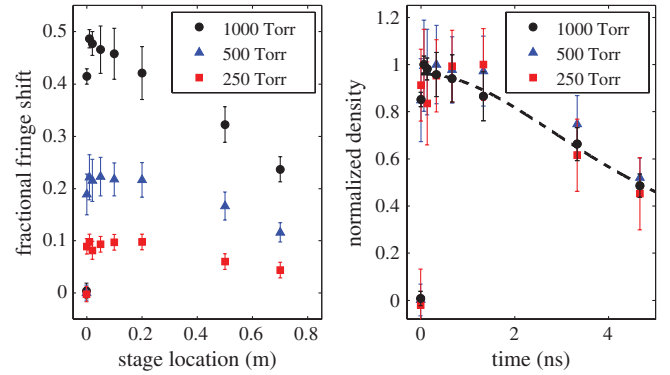 fractional fringe shift
0.5
0.4
0.3
0.2
0.1
0
1000 Torr
500 Torr
250 Torr
0 0.2 0.4 0.6 0.8
stage location (m)
normalized density
1.2
1
0.8
0.6
0.4
0.2
0
1000 Torr
500 Torr
250 Torr
0 2 4
time (ns)